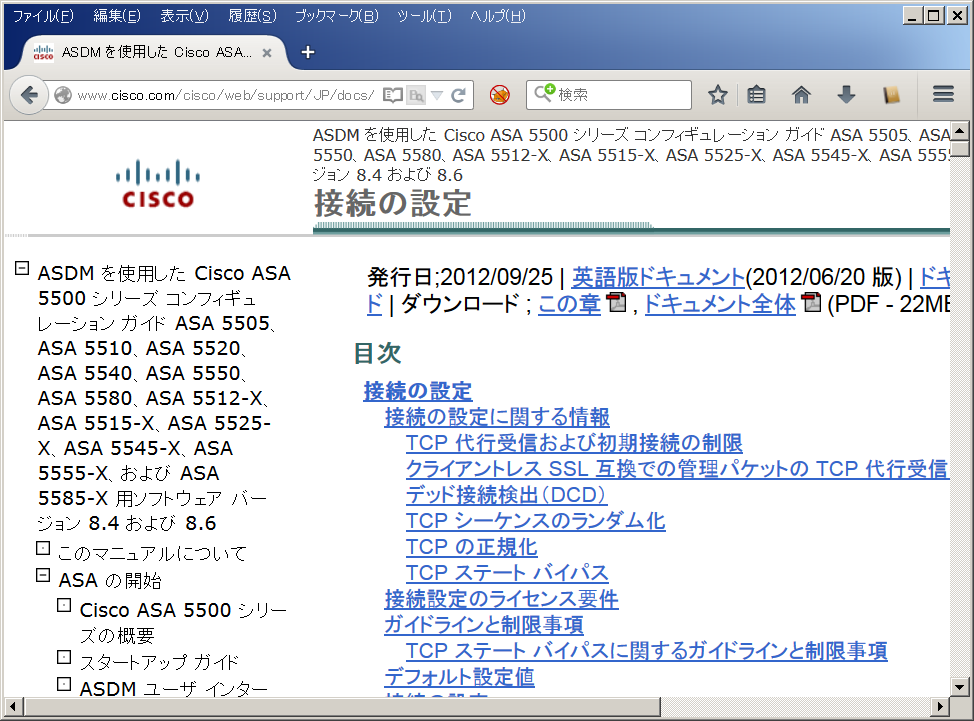 ファイル(F) 編集(E) 表示(V) 履歴(S) ブックマーク(B) ツール(T) ヘルプ(H)
ASDM を使用した Cisco ASA...
www.cisco.com/cisco/web/support/JP/docs/
検索
ASDM を使用した Cisco ASA 5500 シリーズ コンフィギュレーション ガイド ASA 5505、ASA
5550、ASA 5580、ASA 5512-X、ASA 5515-X、ASA 5525-X、ASA 5545-X、ASA 555
ジョン 8.4 および 8.6
接続の設定
CISCO
ASDM を使用した Cisco ASA
5500 シリーズ コンフィギュ
レーション ガイド ASA 5505、
ASA 5510、ASA 5520、
ASA 5540、ASA 5550、
ASA 5580、ASA 5512-X、
ASA 5515-X、ASA 5525-
X、ASA 5545-X、ASA
5555-X、および ASA
5585-X 用ソフトウェア バー
ジョン 8.4 および 8.6
このマニュアルについて
ASA の開始
Cisco ASA 5500 シリー
ズの概要
スタートアップ ガイド
ASDM ユーザ インター
発行日;2012/09/25 | 英語版ドキュメント(2012/06/20 版) | ドキ
ド | ダウンロード ; この章 , ドキュメント全体 (PDF - 22ME
目次
接続の設定
接続の設定に関する情報
TCP 代行受信および初期接続の制限
クライアントレス SSL 互換での管理パケットの TCP 代行受信
デッド接続検出(DCD)
TCP シーケンスのランダム化
TCP の正規化
TCP ステート バイパス
接続設定のライセンス要件
ガイドラインと制限事項
TCP ステート バイパスに関するガイドラインと制限事項
デフォルト設定値